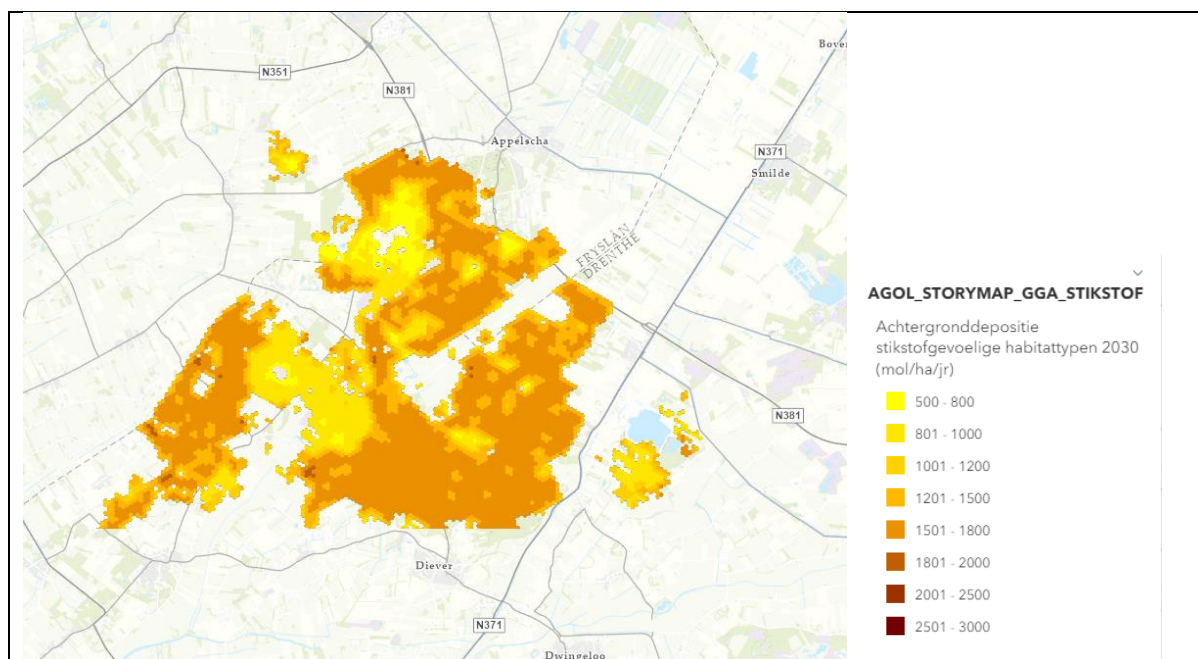 Bover
N351
N381
Appelscha
N371
Smilde
FRYSLÂN
DRENTHE
AGOL_STORYMAP_GGA_STIKSTOF
Achtergronddepositie
stikstofgevoelige habitattypen 2030
(mol/ha/jr)
500 - 800
801 - 1000
1001 - 1200
1201 - 1500
1501 - 1800
1801 - 2000
2001 - 2500
2501 - 3000
N381
Diever
N371
Dwingeloo